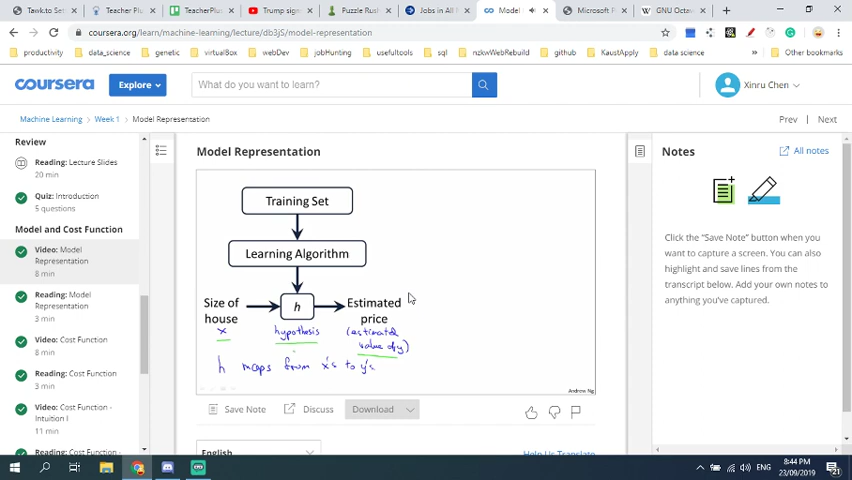 Tawk.to Set
Teacher Plu
TeacherPlus
Trump sign
Puzzle Rush
Jobs in All
Model
Microsoft P
GNU Octav
coursera.org/learn/machine-learning/lecture/db3jS/model-representation
productivity
data_science
genetic
virtualBox
webDev
jobHunting
usefultools
sql
nzkwWebRebuild
github
KaustApply
data science
Other bookmarks
coursera
Explore
What do you want to learn?
Xinru Chen
Machine Learning
Week 1
Model Representation
Prev
Next
Review
Reading: Lecture Slides
20 min
Quiz: Introduction
5 questions
Model and Cost Function
Video: Model
Representation
8 min
Reading: Model
Representation
3 min
Video: Cost Function
8 min
Reading: Cost Function
3 min
Video: Cost Function -
Intuition I
11 min
Reading: Cost Function -
Model Representation
Training Set
Learning Algorithm
Size of
house
h
Estimated
price
x
hypothesis
(estimated
value of y)
h maps from x's to y's
Andrew Ng
Save Note
Discuss
Download
English
Help Us Translate
Notes
All notes
Click the "Save Note" button when you
want to capture a screen. You can also
highlight and save lines from the
transcript below. Add your own notes to
anything you've captured.
ENG
8:44 PM
23/09/2019
21